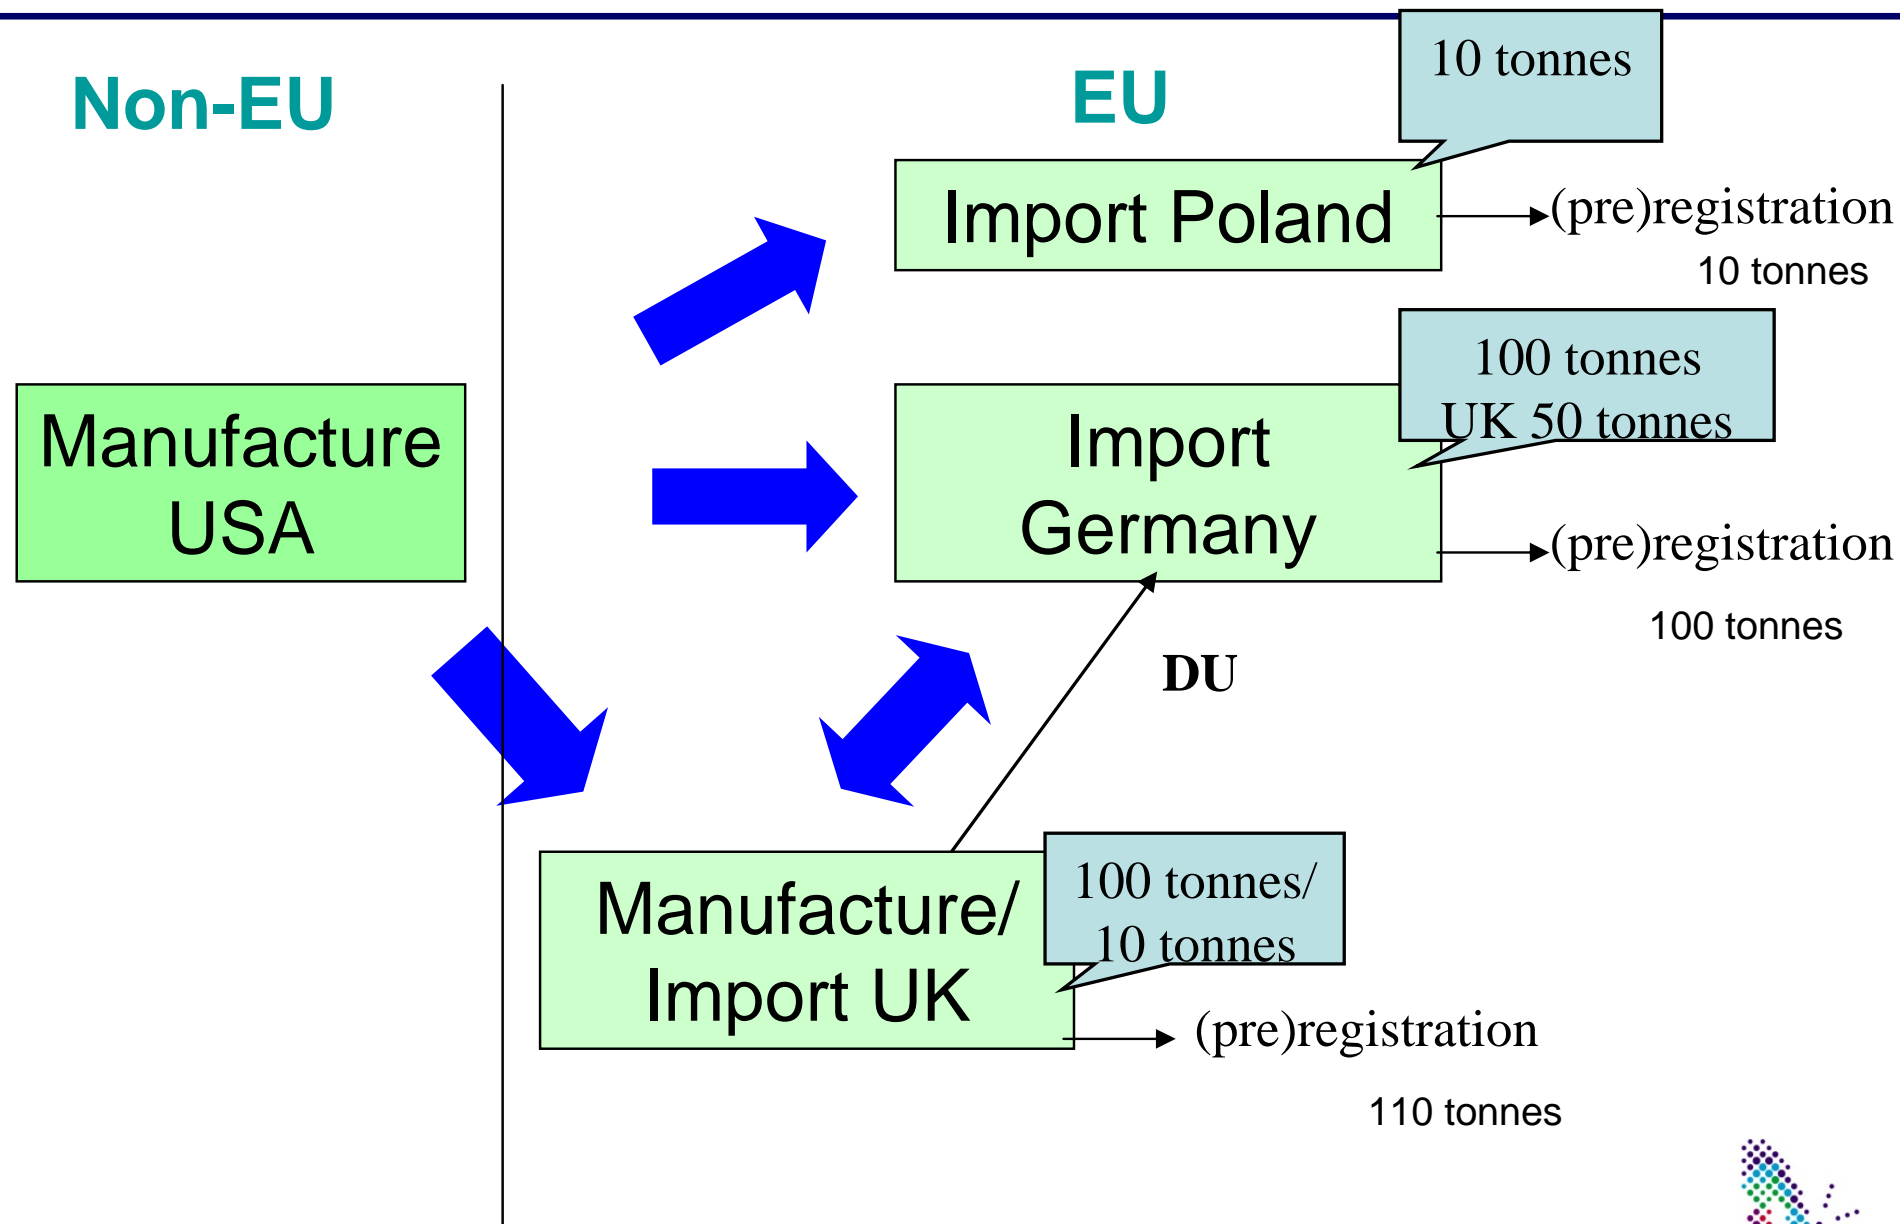 Non-EU
EU
10 tonnes
Import Poland
(pre)registration
10 tonnes
Manufacture
USA
Import
Germany
100 tonnes
UK 50 tonnes
(pre)registration
100 tonnes
DU
Manufacture/
Import UK
100 tonnes/
10 tonnes
(pre)registration
110 tonnes